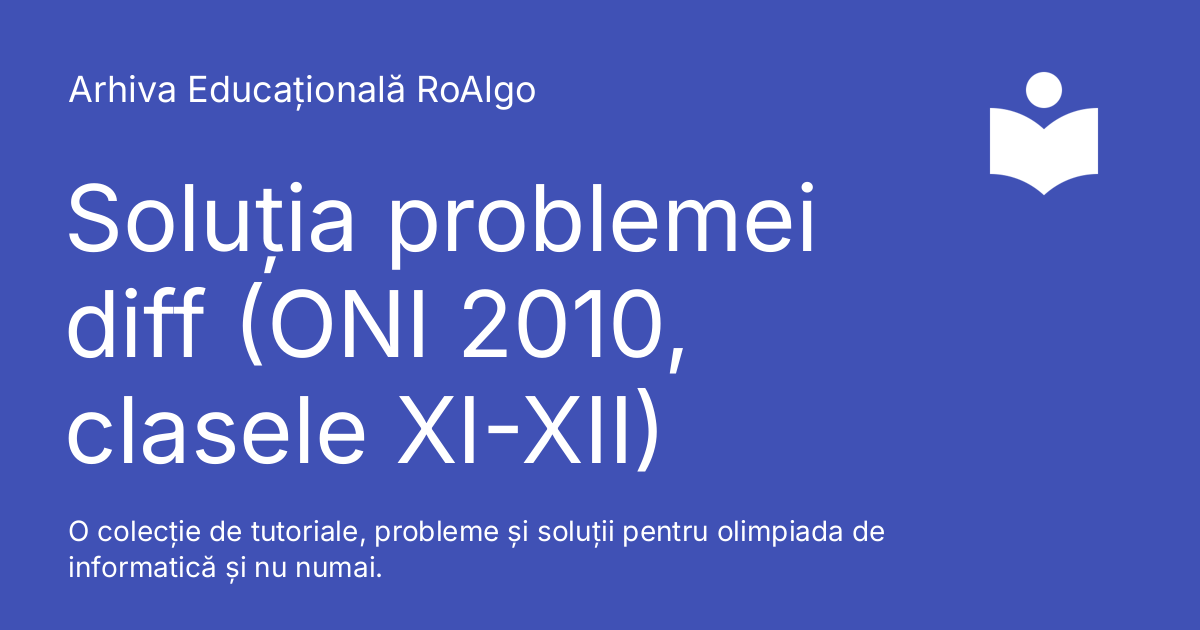 Arhiva Educațională RoAlgo
Soluția problemei
diff (ONI 2010,
clasele XI-XII)
O colecție de tutoriale, probleme și soluții pentru olimpiada de
informatică și nu numai.